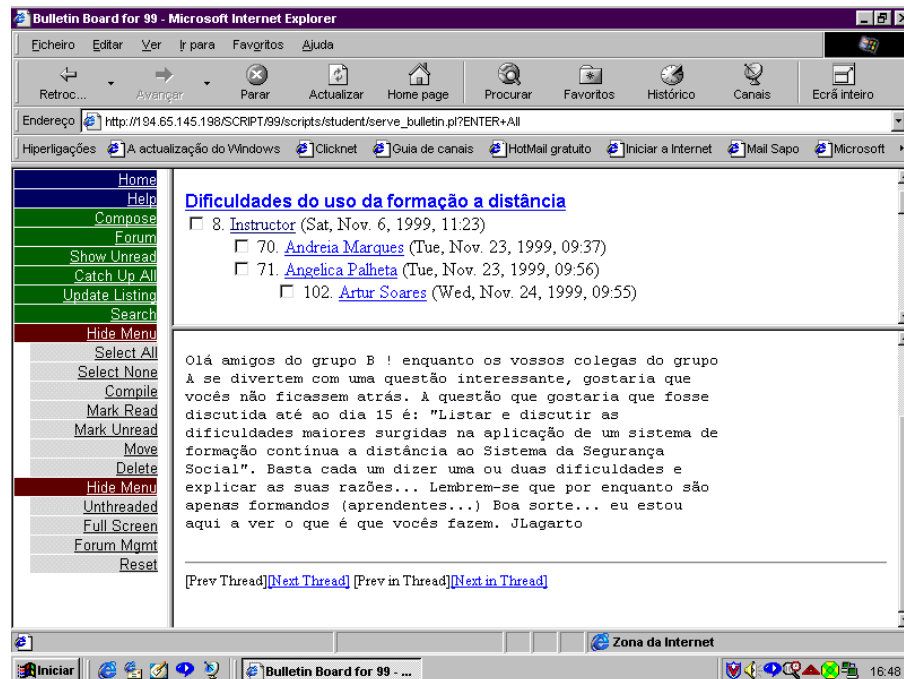 Bulletin Board for 99 - Microsoft Internet Explorer
Ficheiro Editar Ver Ir para Favoritos Ajuda
Retroc... Avançar Parar Actualizar Home page Procurar Favoritos Histórico Canais Ecrã inteiro
Endereço http://194.65.145.198/SCRIPT/99/scripts/student/serve_bulletin.pl?ENTER+All
Hiperligações A actualização do Windows Clicknet Guia de canais HotMail gratuito Iniciar a Internet Mail Sapo Microsoft
Home
Help
Compose
Forum
Show Unread
Catch Up All
Update Listing
Search
Hide Menu
Select All
Select None
Compile
Mark Read
Mark Unread
Move
Delete
Hide Menu
Unthreaded
Full Screen
Forum Mgmt
Reset
Dificuldades do uso da formação a distância
8. Instructor (Sat, Nov. 6, 1999, 11:23)
70. Andreia Marques (Tue, Nov. 23, 1999, 09:37)
71. Angelica Palheta (Tue, Nov. 23, 1999, 09:56)
102. Artur Soares (Wed, Nov. 24, 1999, 09:55)
Olá amigos do grupo B ! enquanto os vossos colegas do grupo
A se divertem com uma questão interessante, gostaria que
vocês não ficassem atrás. A questão que gostaria que fosse
discutida até ao dia 15 é: "Listar e discutir as
dificuldades maiores surgidas na aplicação de um sistema de
formação contínua a distância ao Sistema da Segurança
Social". Basta cada um dizer uma ou duas dificuldades e
explicar as suas razões... Lembrem-se que por enquanto são
apenas formandos (aprendentes...) Boa sorte... eu estou
aqui a ver o que é que vocês fazem. JLagarto
[Prev Thread][Next Thread] [Prev in Thread][Next in Thread]
Zona da Internet
Iniciar Bulletin Board for 99 - ... 16:48